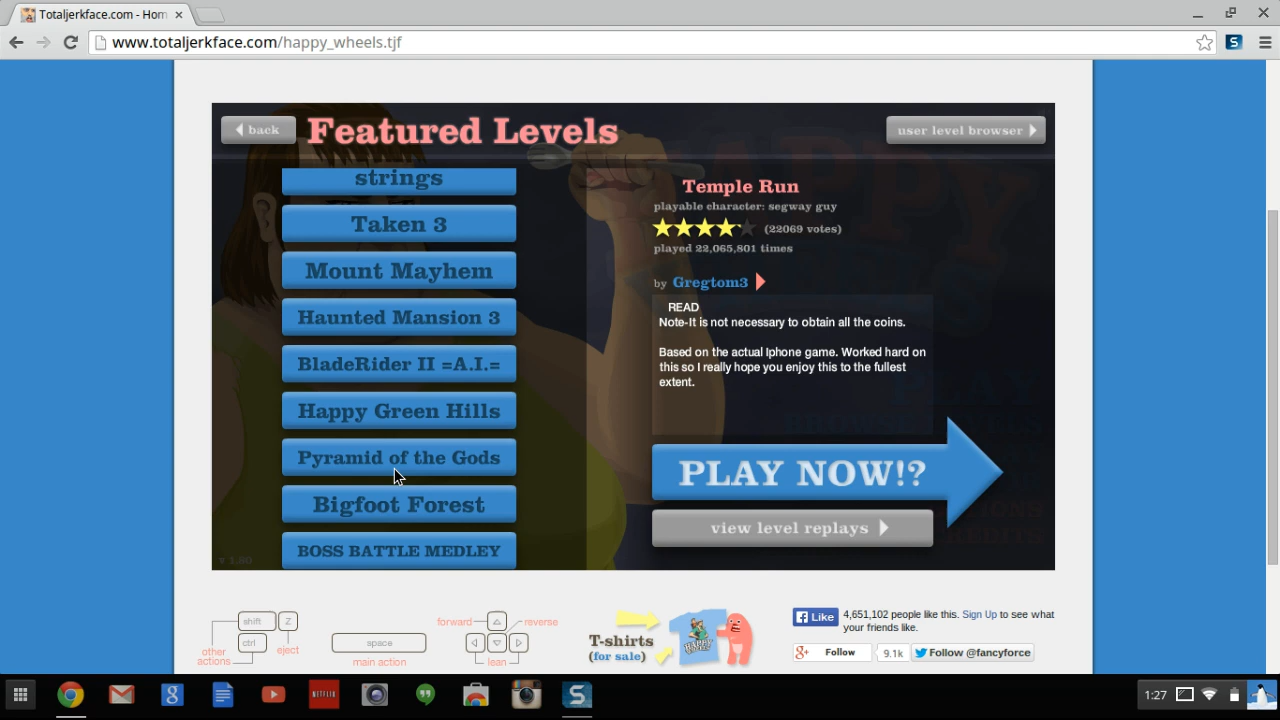 Totaljerkface.com - Hom
www.totaljerkface.com/happy_wheels.tjf
S
back
Featured Levels
user level browser
strings
Taken 3
Mount Mayhem
Haunted Mansion 3
BladeRider II =A.I.=
Happy Green Hills
Pyramid of the Gods
Bigfoot Forest
BOSS BATTLE MEDLEY
Temple Run
playable character: segway guy
(22069 votes)
played 22,065,801 times
by Gregtom3
READ
Note-It is not necessary to obtain all the coins.
Based on the actual Iphone game. Worked hard on
this so I really hope you enjoy this to the fullest
extent.
PLAY NOW!?
view level replays
v 1.80
shift
Z
ctrl
eject
other
actions
space
main action
forward
reverse
lean
T-shirts
(for sale)
Like
4,651,102 people like this. Sign Up to see what
your friends like.
g+ Follow
9.1k
Follow @fancyforce
NETFLIX
S
1:27